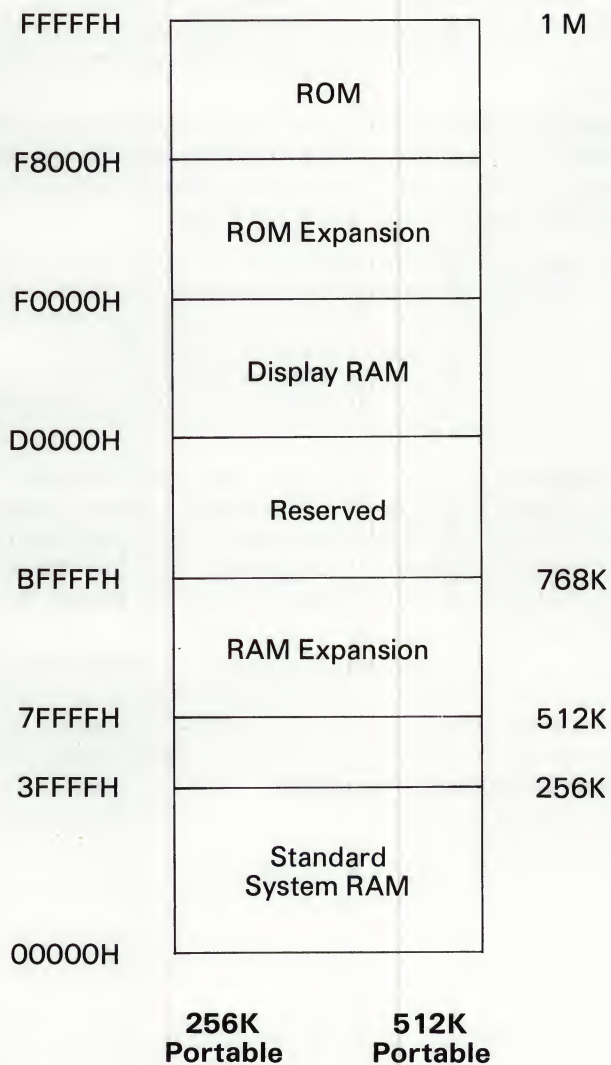 FFFFFH 1 M
ROM
F8000H
ROM Expansion
F0000H
Display RAM
D0000H
Reserved
BFFFFH 768K
RAM Expansion
7FFFFH 512K
3FFFFH 256K
Standard
System RAM
00000H
256K 512K
Portable Portable